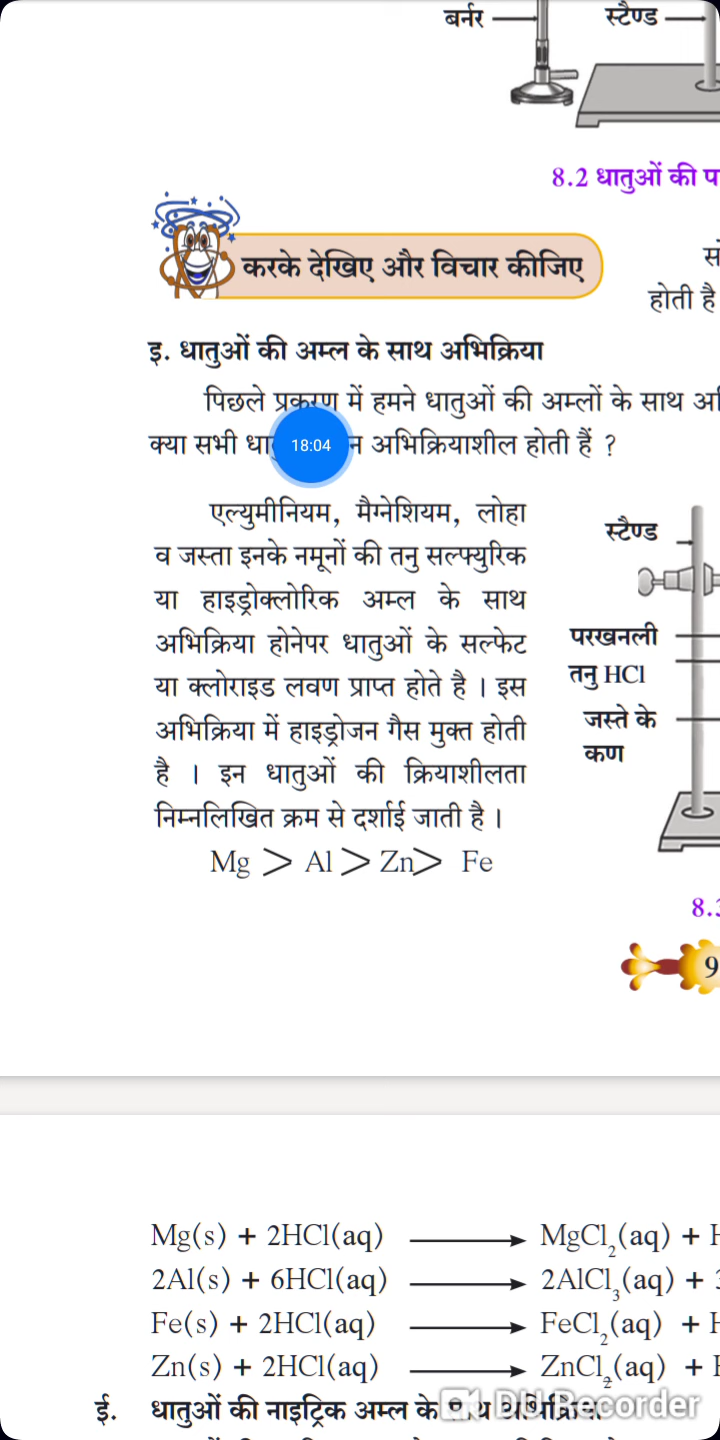 बर्नर
स्टैण्ड
8.2 धातुओं की
करके देखिए और विचार कीजिए
होती है
इ. धातुओं की अम्ल के साथ अभिक्रिया
पिछले प्रकरण में हमने धातुओं की अम्लों के साथ
क्या सभी 18:04 अभिक्रियाशील होती हैं ?
एल्युमीनियम, मैग्नेशियम, लोहा
व जस्ता इनके नमूनों की तनु सल्फ्युरिक
या हाइड्रोक्लोरिक अम्ल के साथ
अभिक्रिया होनेपर धातुओं के सल्फेट
या क्लोराइड लवण प्राप्त होते है । इस
अभिक्रिया में हाइड्रोजन गैस मुक्त होती
है । इन धातुओं की क्रियाशीलता
निम्नलिखित क्रम से दर्शाई जाती है ।
Mg > Al > Zn> Fe
स्टैण्ड
परखनली
तनु HCl
जस्ते के
कण
8.
9
Mg(s) + 2HCl(aq) ⟶ MgCl₂(aq) +
2Al(s) + 6HCl(aq) ⟶ 2AlCl₃(aq) +
Fe(s) + 2HCl(aq) ⟶ FeCl₂(aq) +
Zn(s) + 2HCl(aq) ⟶ ZnCl₂(aq) +
ई. धातुओं की नाइट्रिक अम्ल के साथ अभिक्रिया
DU Recorder